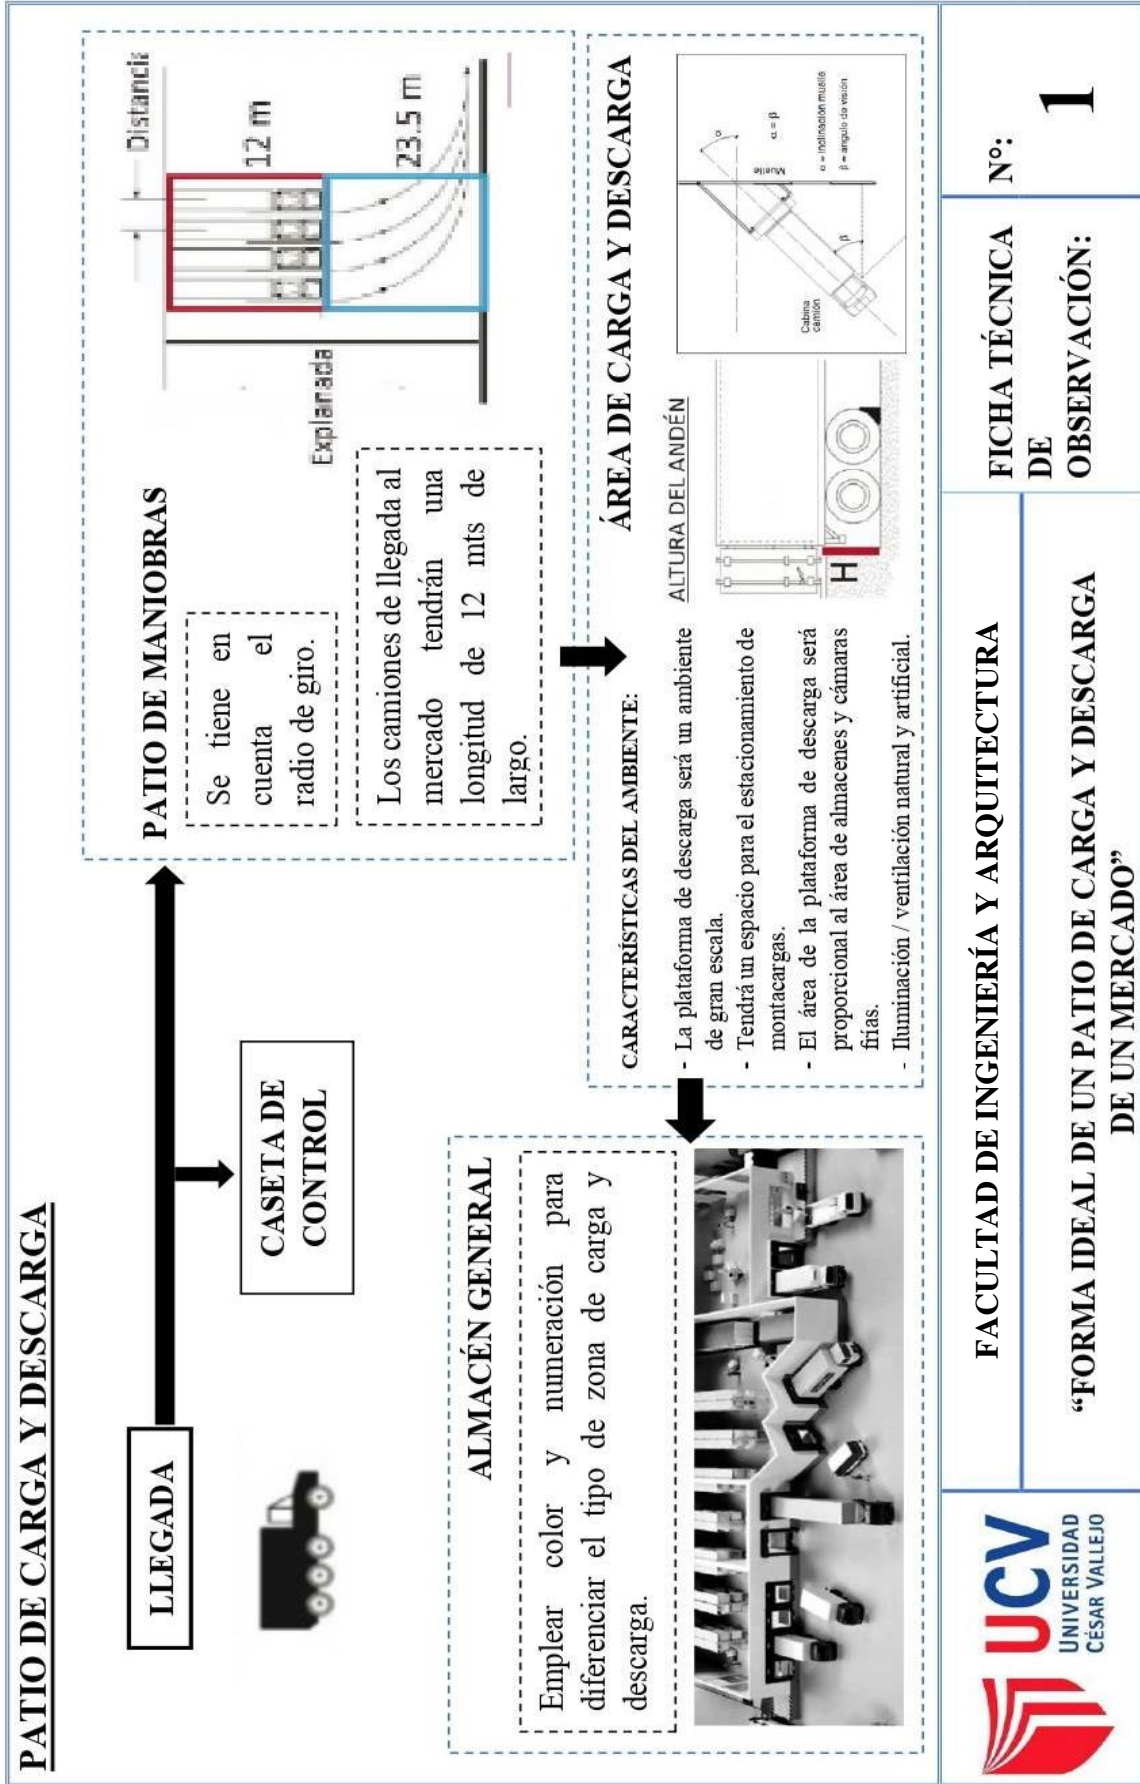 PATIO DE CARGA Y DESCARGA
LLEGADA
CASETA DE
CONTROL
PATIO DE MANIOBRAS
Se tiene en
cuenta el
radio de giro.
Los camiones de llegada al
mercado tendrán una
longitud de 12 mts de
largo.
Explanada
Distancia
12 m
23.5 m
ÁREA DE CARGA Y DESCARGA
CARACTERÍSTICAS DEL AMBIENTE:
- La plataforma de descarga será un ambiente
de gran escala.
- Tendrá un espacio para el estacionamiento de
montacargas.
- El área de la plataforma de descarga será
proporcional al área de almacenes y cámaras
frías.
- Iluminación / ventilación natural y artificial.
ALTURA DEL ANDÉN
H
Cabina
camión
Muelle
α
β
α = β
α = inclinación muelle
β = angulo de visión
ALMACÉN GENERAL
Emplear color y numeración para
diferenciar el tipo de zona de carga y
descarga.
UCV
UNIVERSIDAD
CÉSAR VALLEJO
FACULTAD DE INGENIERÍA Y ARQUITECTURA
“FORMA IDEAL DE UN PATIO DE CARGA Y DESCARGA
DE UN MERCADO”
FICHA TÉCNICA
DE
OBSERVACIÓN:
N°:
1